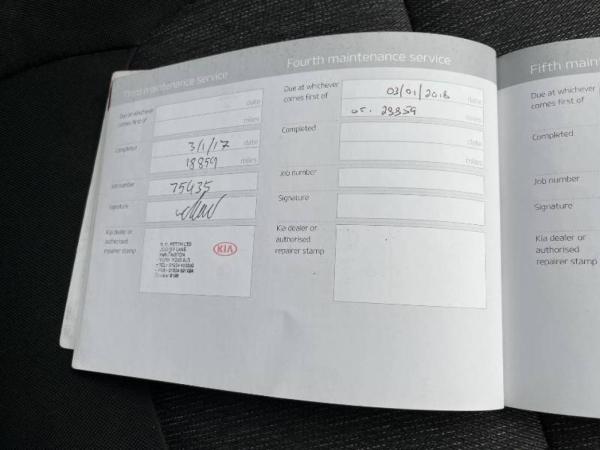 Third maintenance service
Due at whichever
comes first of
date
miles
Completed
3/1/17 date
18859 miles
Job number
75435
Signature
Kia dealer or
authorised
repairer stamp
KIA
Fourth maintenance service
Due at whichever
comes first of
03/01/2018 date
or. 28859 miles
Completed
date
miles
Job number
Signature
Kia dealer or
authorised
repairer stamp
Fifth main
Due at whichever
comes first of
Completed
Job number
Signature
Kia dealer or
authorised
repairer stamp